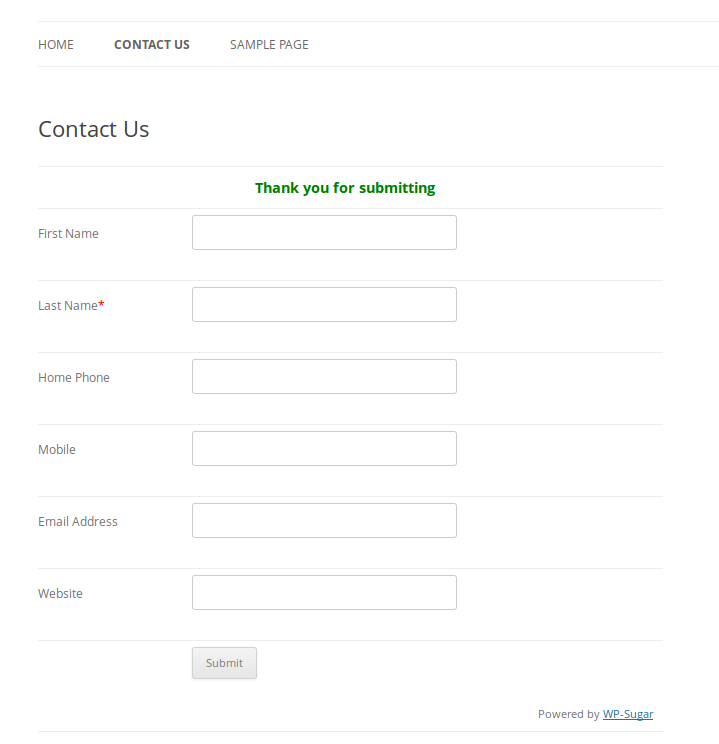 HOME CONTACT US SAMPLE PAGE
Contact Us
Thank you for submitting
First Name
Last Name*
Home Phone
Mobile
Email Address
Website
Submit
Powered by WP-Sugar